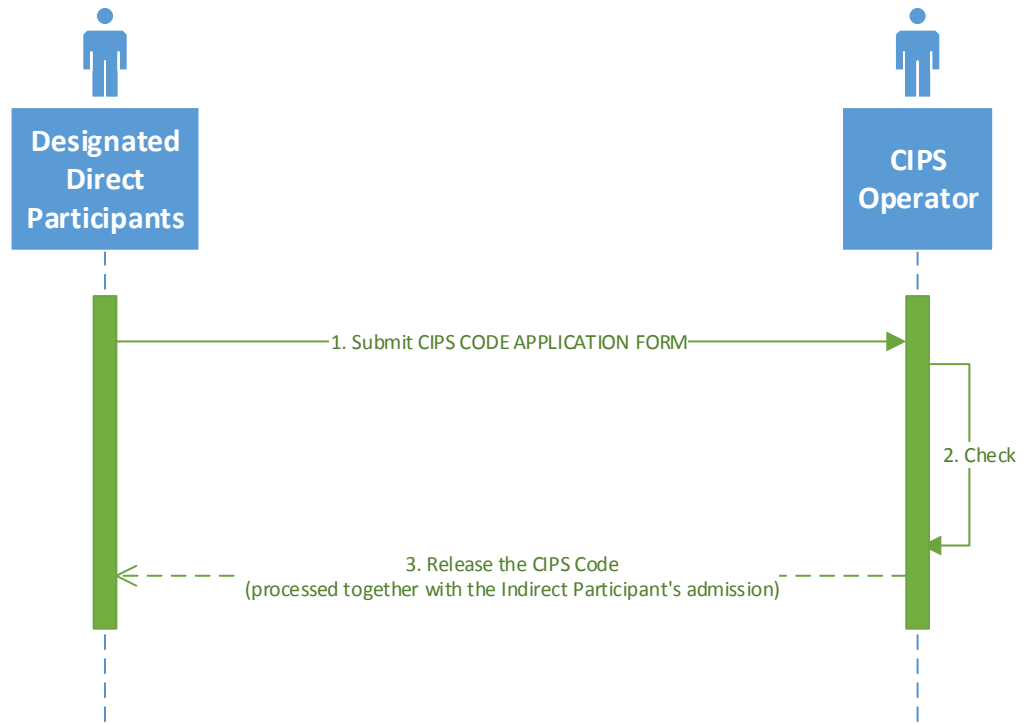 Designated
Direct
Participants
CIPS
Operator
1. Submit CIPS CODE APPLICATION FORM
2. Check
3. Release the CIPS Code
(processed together with the Indirect Participant's admission)